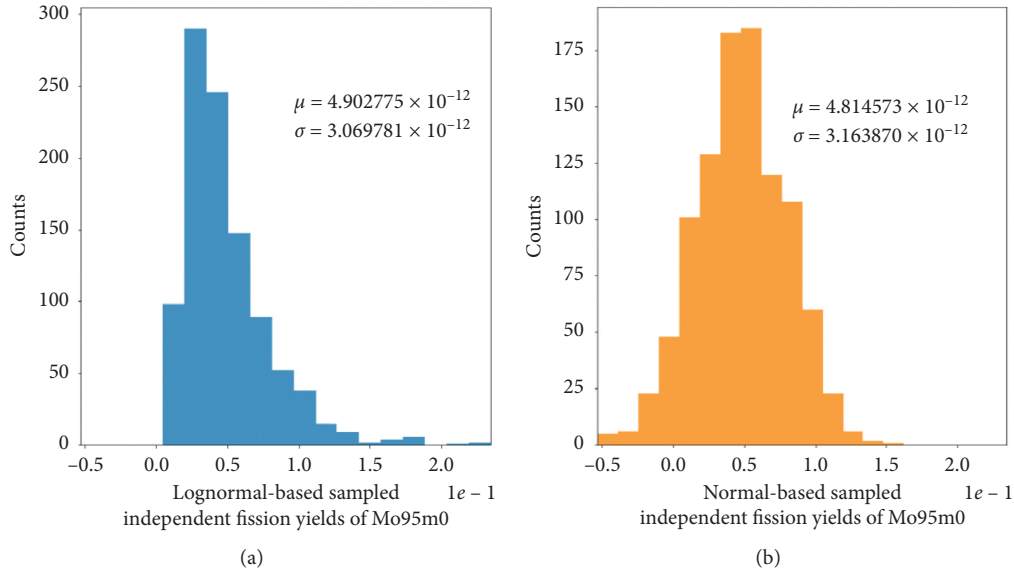 300
250
200
150
100
50
0
Counts
μ = 4.902775 × 10⁻¹²
σ = 3.069781 × 10⁻¹²
−0.5 0.0 0.5 1.0 1.5 2.0
Lognormal-based sampled 1e − 1
independent fission yields of Mo95m0
(a)
175
150
125
100
75
50
25
0
Counts
μ = 4.814573 × 10⁻¹²
σ = 3.163870 × 10⁻¹²
−0.5 0.0 0.5 1.0 1.5 2.0
Normal-based sampled 1e − 1
independent fission yields of Mo95m0
(b)